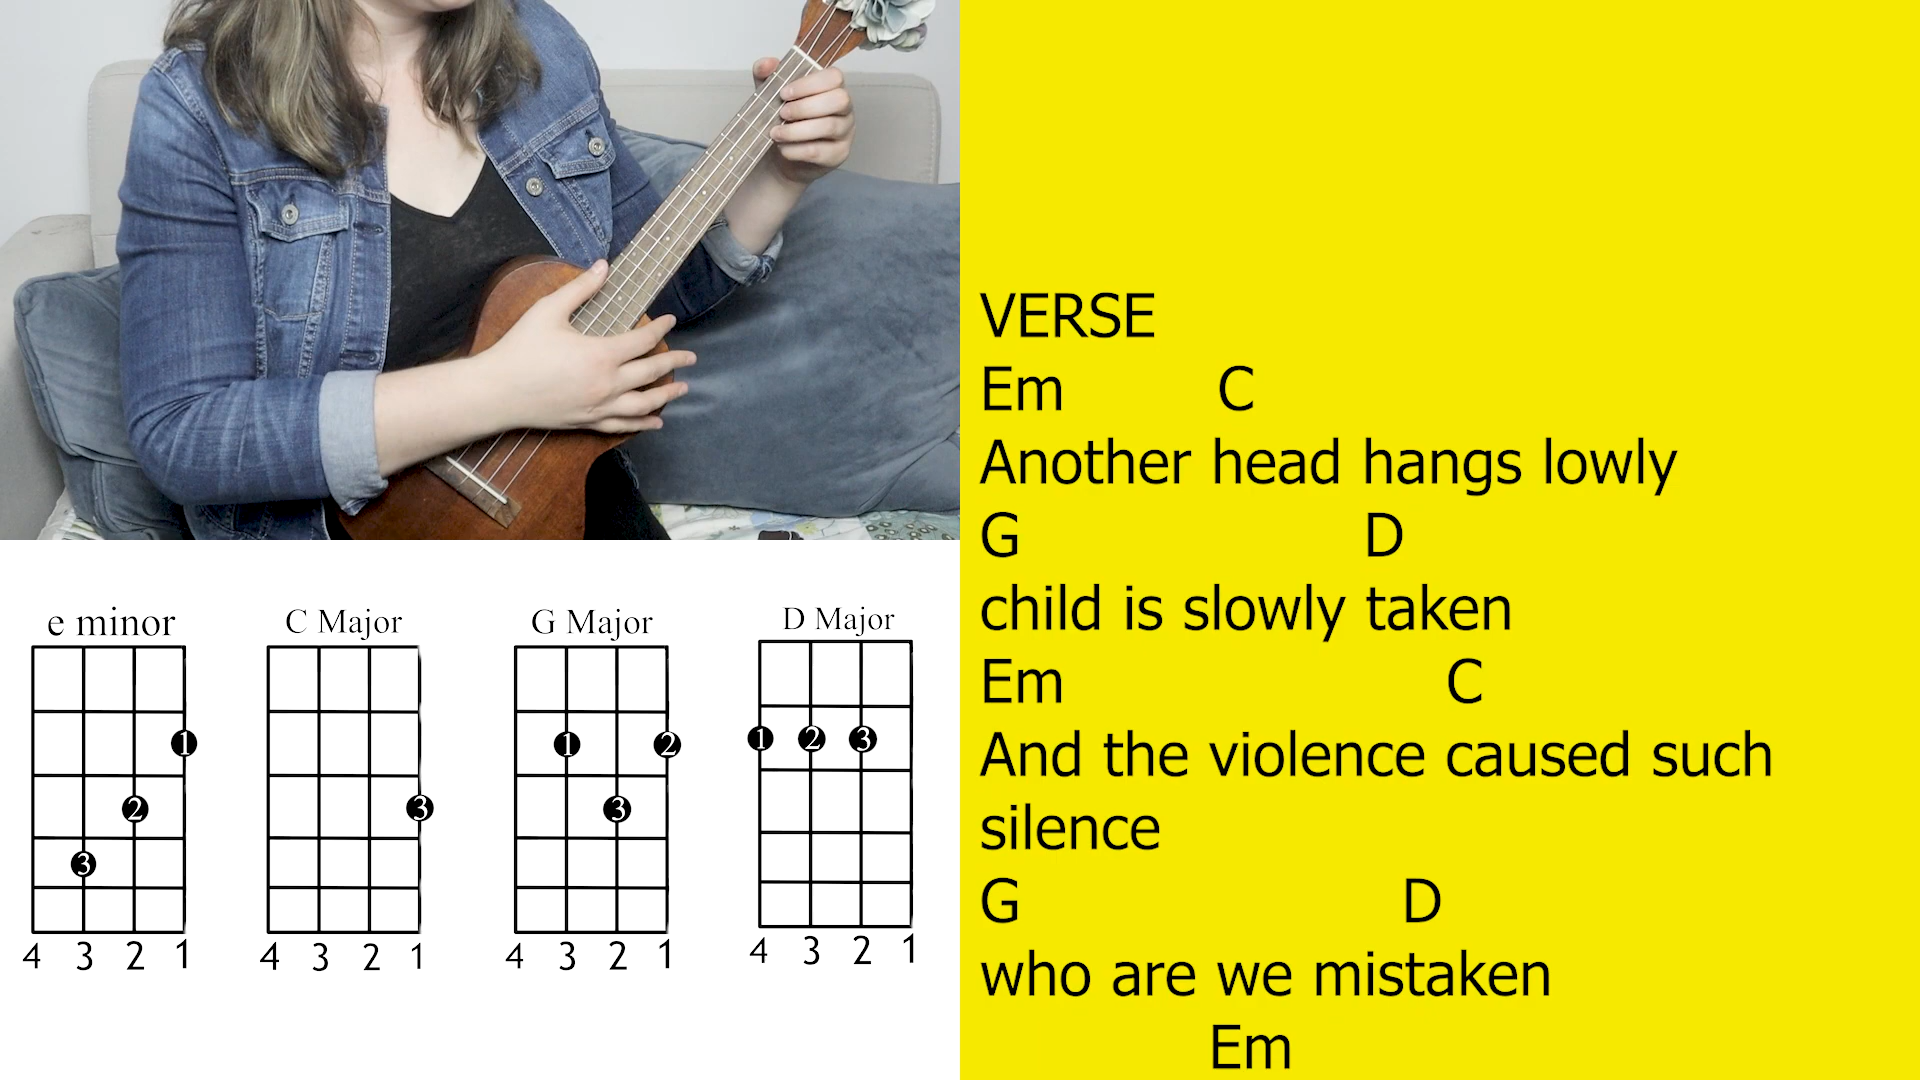 e minor
1
2
3
4 3 2 1
C Major
3
4 3 2 1
G Major
1 2
3
4 3 2 1
D Major
1 2 3
4 3 2 1
VERSE
Em C
Another head hangs lowly
G D
child is slowly taken
Em C
And the violence caused such
silence
G D
who are we mistaken
Em